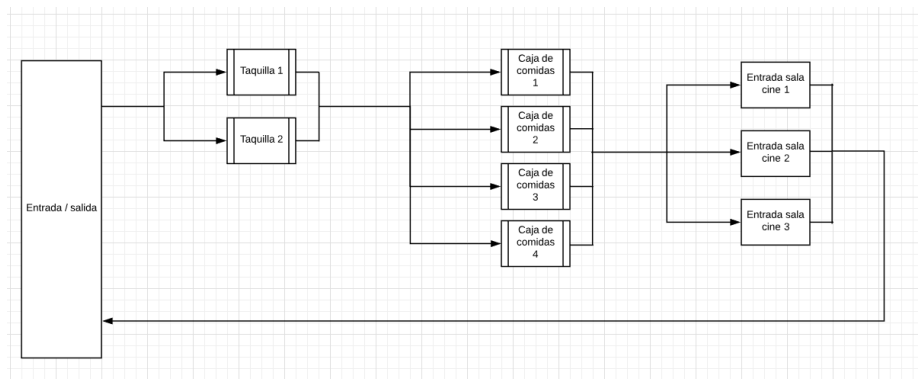 Entrada / salida
Taquilla 1
Taquilla 2
Caja de
comidas
1
Caja de
comidas
2
Caja de
comidas
3
Caja de
comidas
4
Entrada sala
cine 1
Entrada sala
cine 2
Entrada sala
cine 3